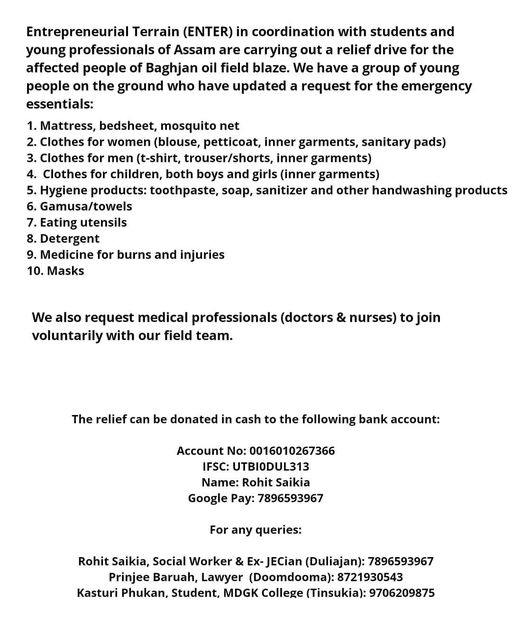 Entrepreneurial Terrain (ENTER) in coordination with students and
young professionals of Assam are carrying out a relief drive for the
affected people of Baghjan oil field blaze. We have a group of young
people on the ground who have updated a request for the emergency
essentials:
1. Mattress, bedsheet, mosquito net
2. Clothes for women (blouse, petticoat, inner garments, sanitary pads)
3. Clothes for men (t-shirt, trouser/shorts, inner garments)
4. Clothes for children, both boys and girls (inner garments)
5. Hygiene products: toothpaste, soap, sanitizer and other handwashing products
6. Gamusa/towels
7. Eating utensils
8. Detergent
9. Medicine for burns and injuries
10. Masks
We also request medical professionals (doctors & nurses) to join
voluntarily with our field team.
The relief can be donated in cash to the following bank account:
Account No: 0016010267366
IFSC: UTBI0DUL313
Name: Rohit Saikia
Google Pay: 7896593967
For any queries:
Rohit Saikia, Social Worker & Ex- JECian (Duliajan): 7896593967
Prinjee Baruah, Lawyer (Doomdooma): 8721930543
Kasturi Phukan, Student, MDGK College (Tinsukia): 9706209875